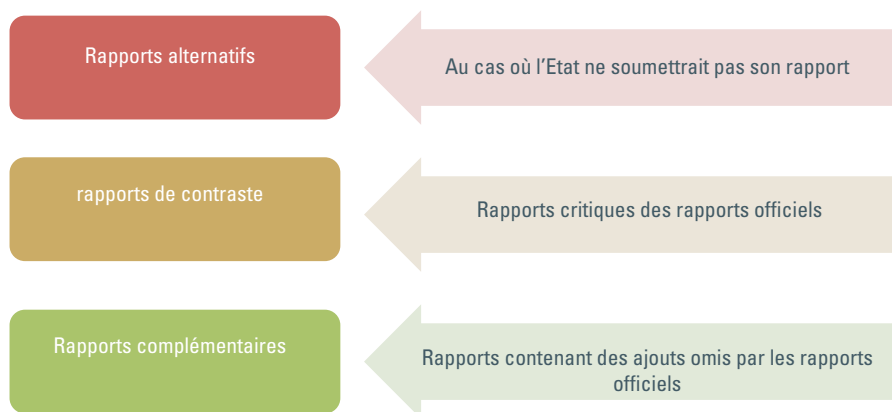 Rapports alternatifs
Au cas où l'Etat ne soumettrait pas son rapport
rapports de contraste
Rapports critiques des rapports officiels
Rapports complémentaires
Rapports contenant des ajouts omis par les rapports
officiels